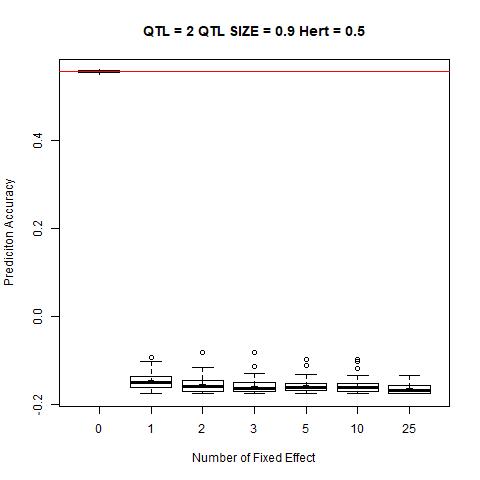 QTL = 2 QTL SIZE = 0.9 Hert = 0.5
Prediciton Accuracy
0.4
0.2
0.0
-0.2
0 1 2 3 5 10 25
Number of Fixed Effect